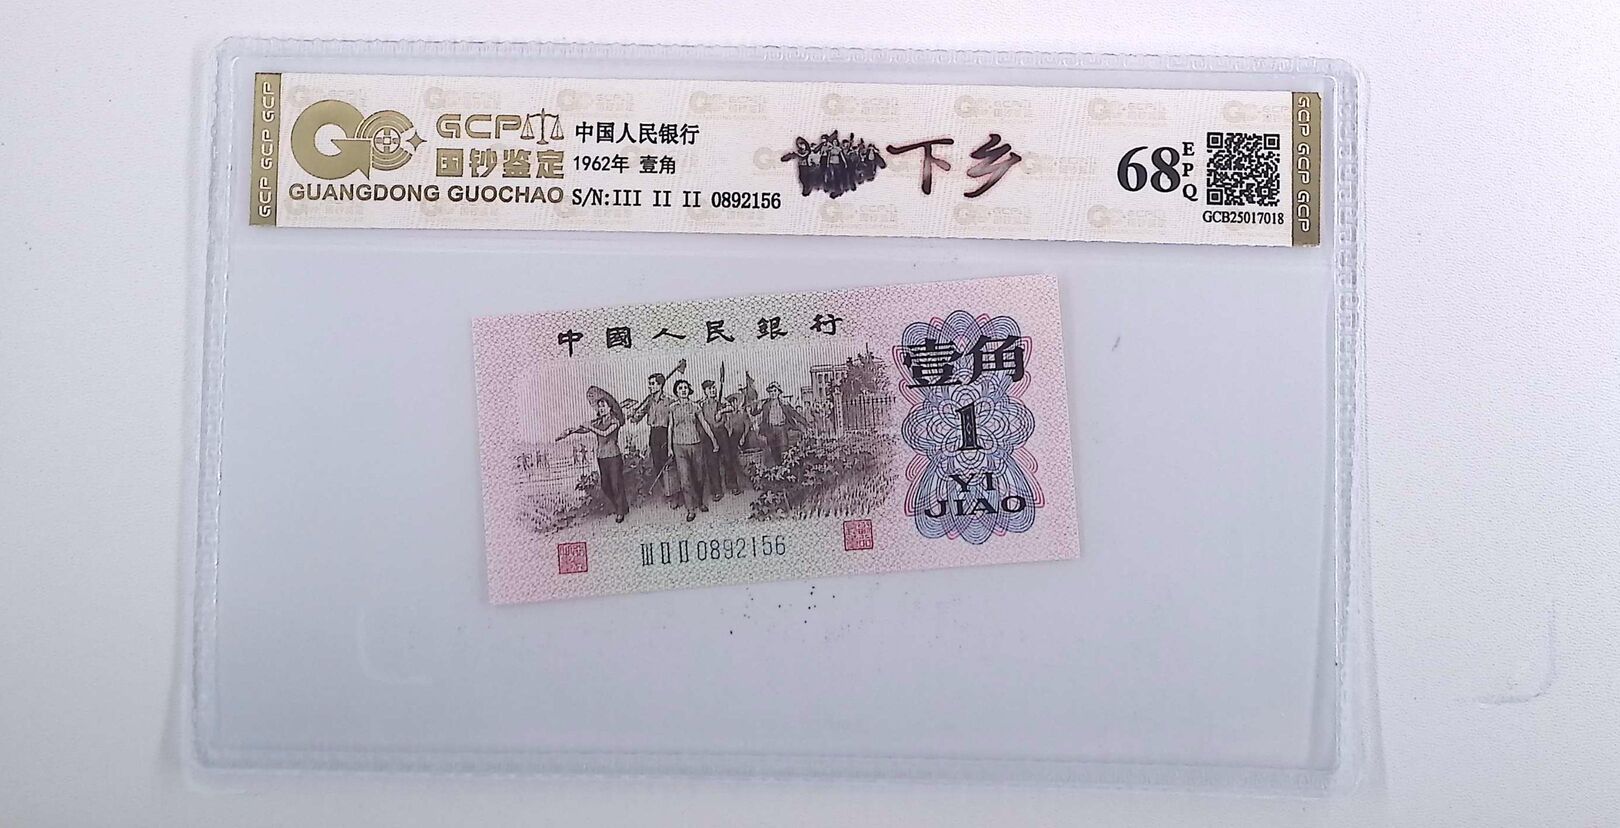 GCP GCP GCP
GCP
国钞鉴定
GUANGDONG GUOCHAO
中国人民银行
1962年 壹角
S/N:III II II 0892156
下乡
68
EPQ
GCB25017018
GCP GCP GCP
中國人民銀行
壹角
1
YI
JIAO
III II II 0892156